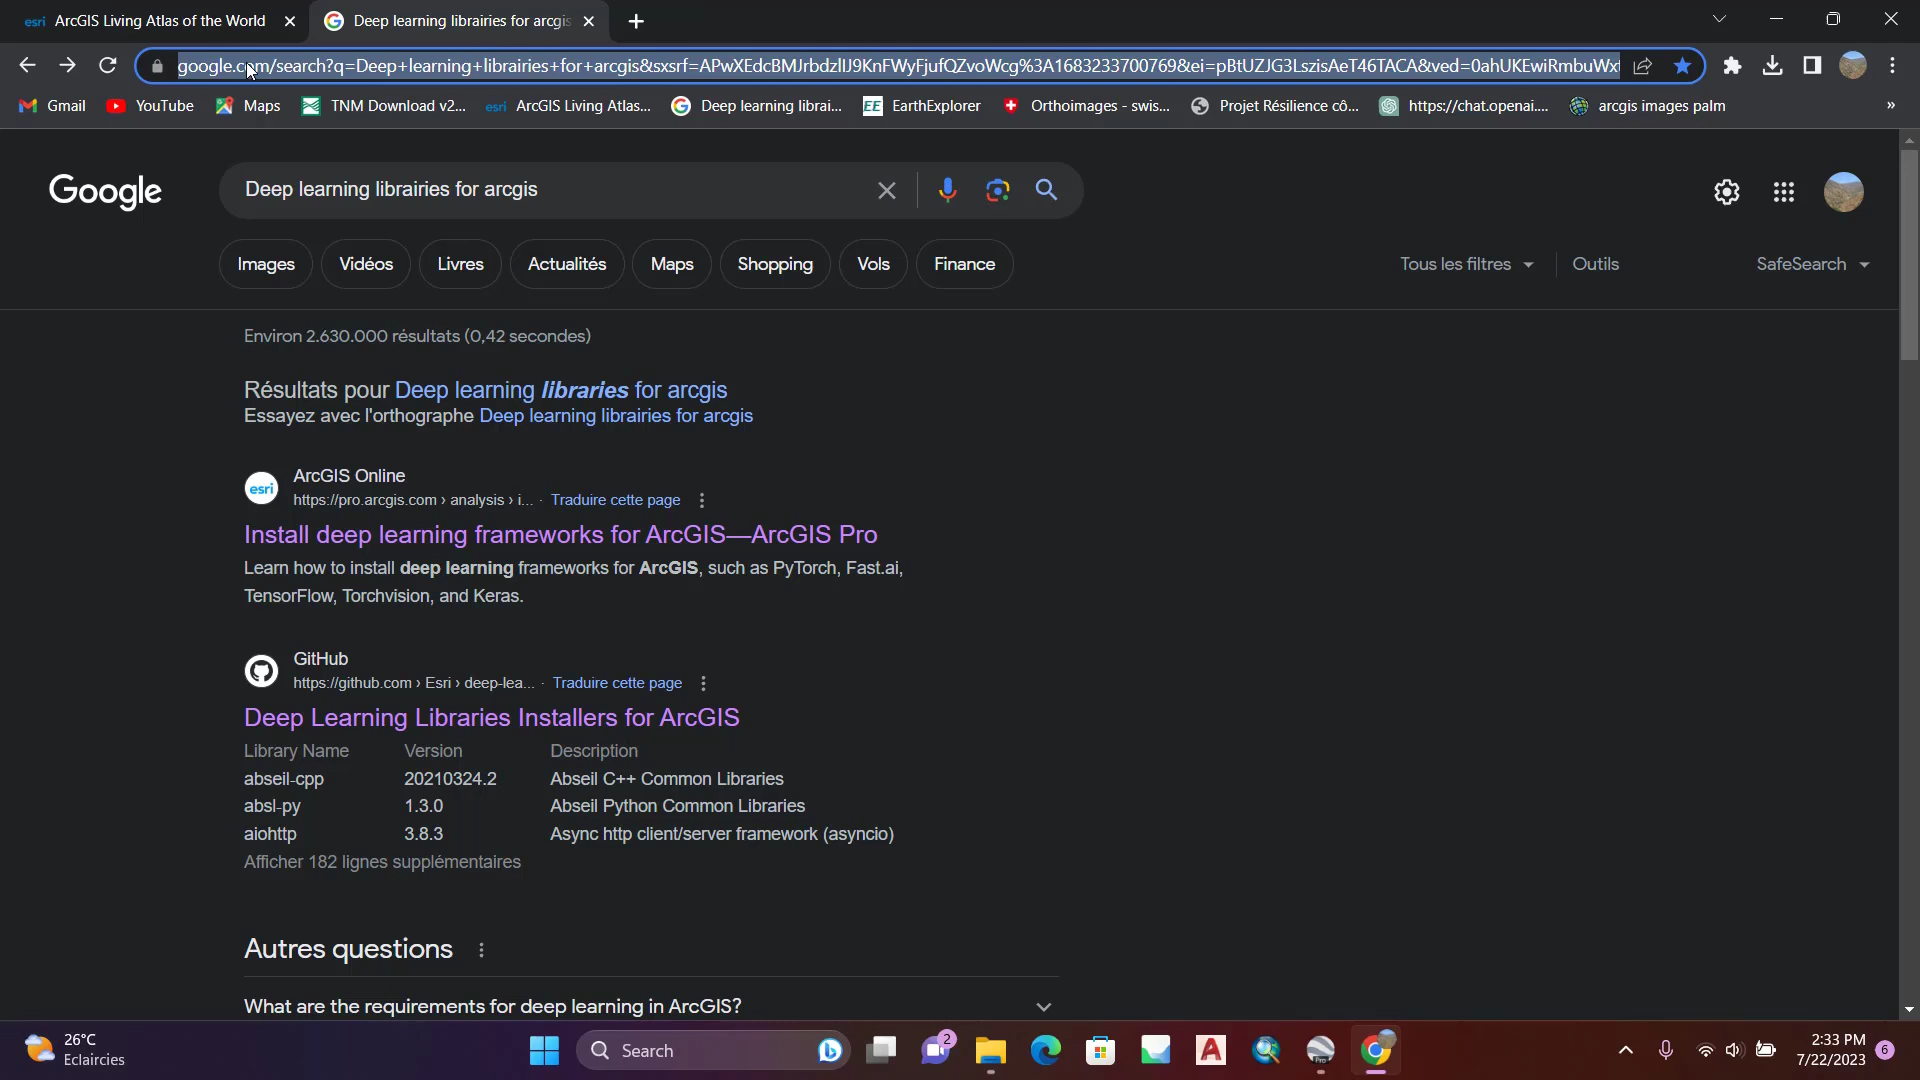 esri ArcGIS Living Atlas of the World
Deep learning librairies for arcgis
google.com/search?q=Deep+learning+librairies+for+arcgis&sxsrf=APwXEdcBMJrbdzlIJ9KnFWyFjufQZvoWcg%3A1683233700769&ei=pBtUZJG3LszisAeT46TACA&ved=0ahUKEwiRmbuWx
Gmail YouTube Maps TNM Download v2... esri ArcGIS Living Atlas... Deep learning librai... EE EarthExplorer Orthoimages - swis... Projet Résilience cô... https://chat.openai.... arcgis images palm »
Google
Deep learning librairies for arcgis
Images Vidéos Livres Actualités Maps Shopping Vols Finance Tous les filtres Outils SafeSearch
Environ 2.630.000 résultats (0,42 secondes)
Résultats pour Deep learning libraries for arcgis
Essayez avec l'orthographe Deep learning librairies for arcgis
esri
ArcGIS Online
https://pro.arcgis.com › analysis › i... · Traduire cette page
Install deep learning frameworks for ArcGIS—ArcGIS Pro
Learn how to install deep learning frameworks for ArcGIS, such as PyTorch, Fast.ai,
TensorFlow, Torchvision, and Keras.
GitHub
https://github.com › Esri › deep-lea... · Traduire cette page
Deep Learning Libraries Installers for ArcGIS
Library Name Version Description
abseil-cpp 20210324.2 Abseil C++ Common Libraries
absl-py 1.3.0 Abseil Python Common Libraries
aiohttp 3.8.3 Async http client/server framework (asyncio)
Afficher 182 lignes supplémentaires
Autres questions
What are the requirements for deep learning in ArcGIS?
26°C
Eclaircies
Search
2
Pro
2:33 PM
7/22/2023
6